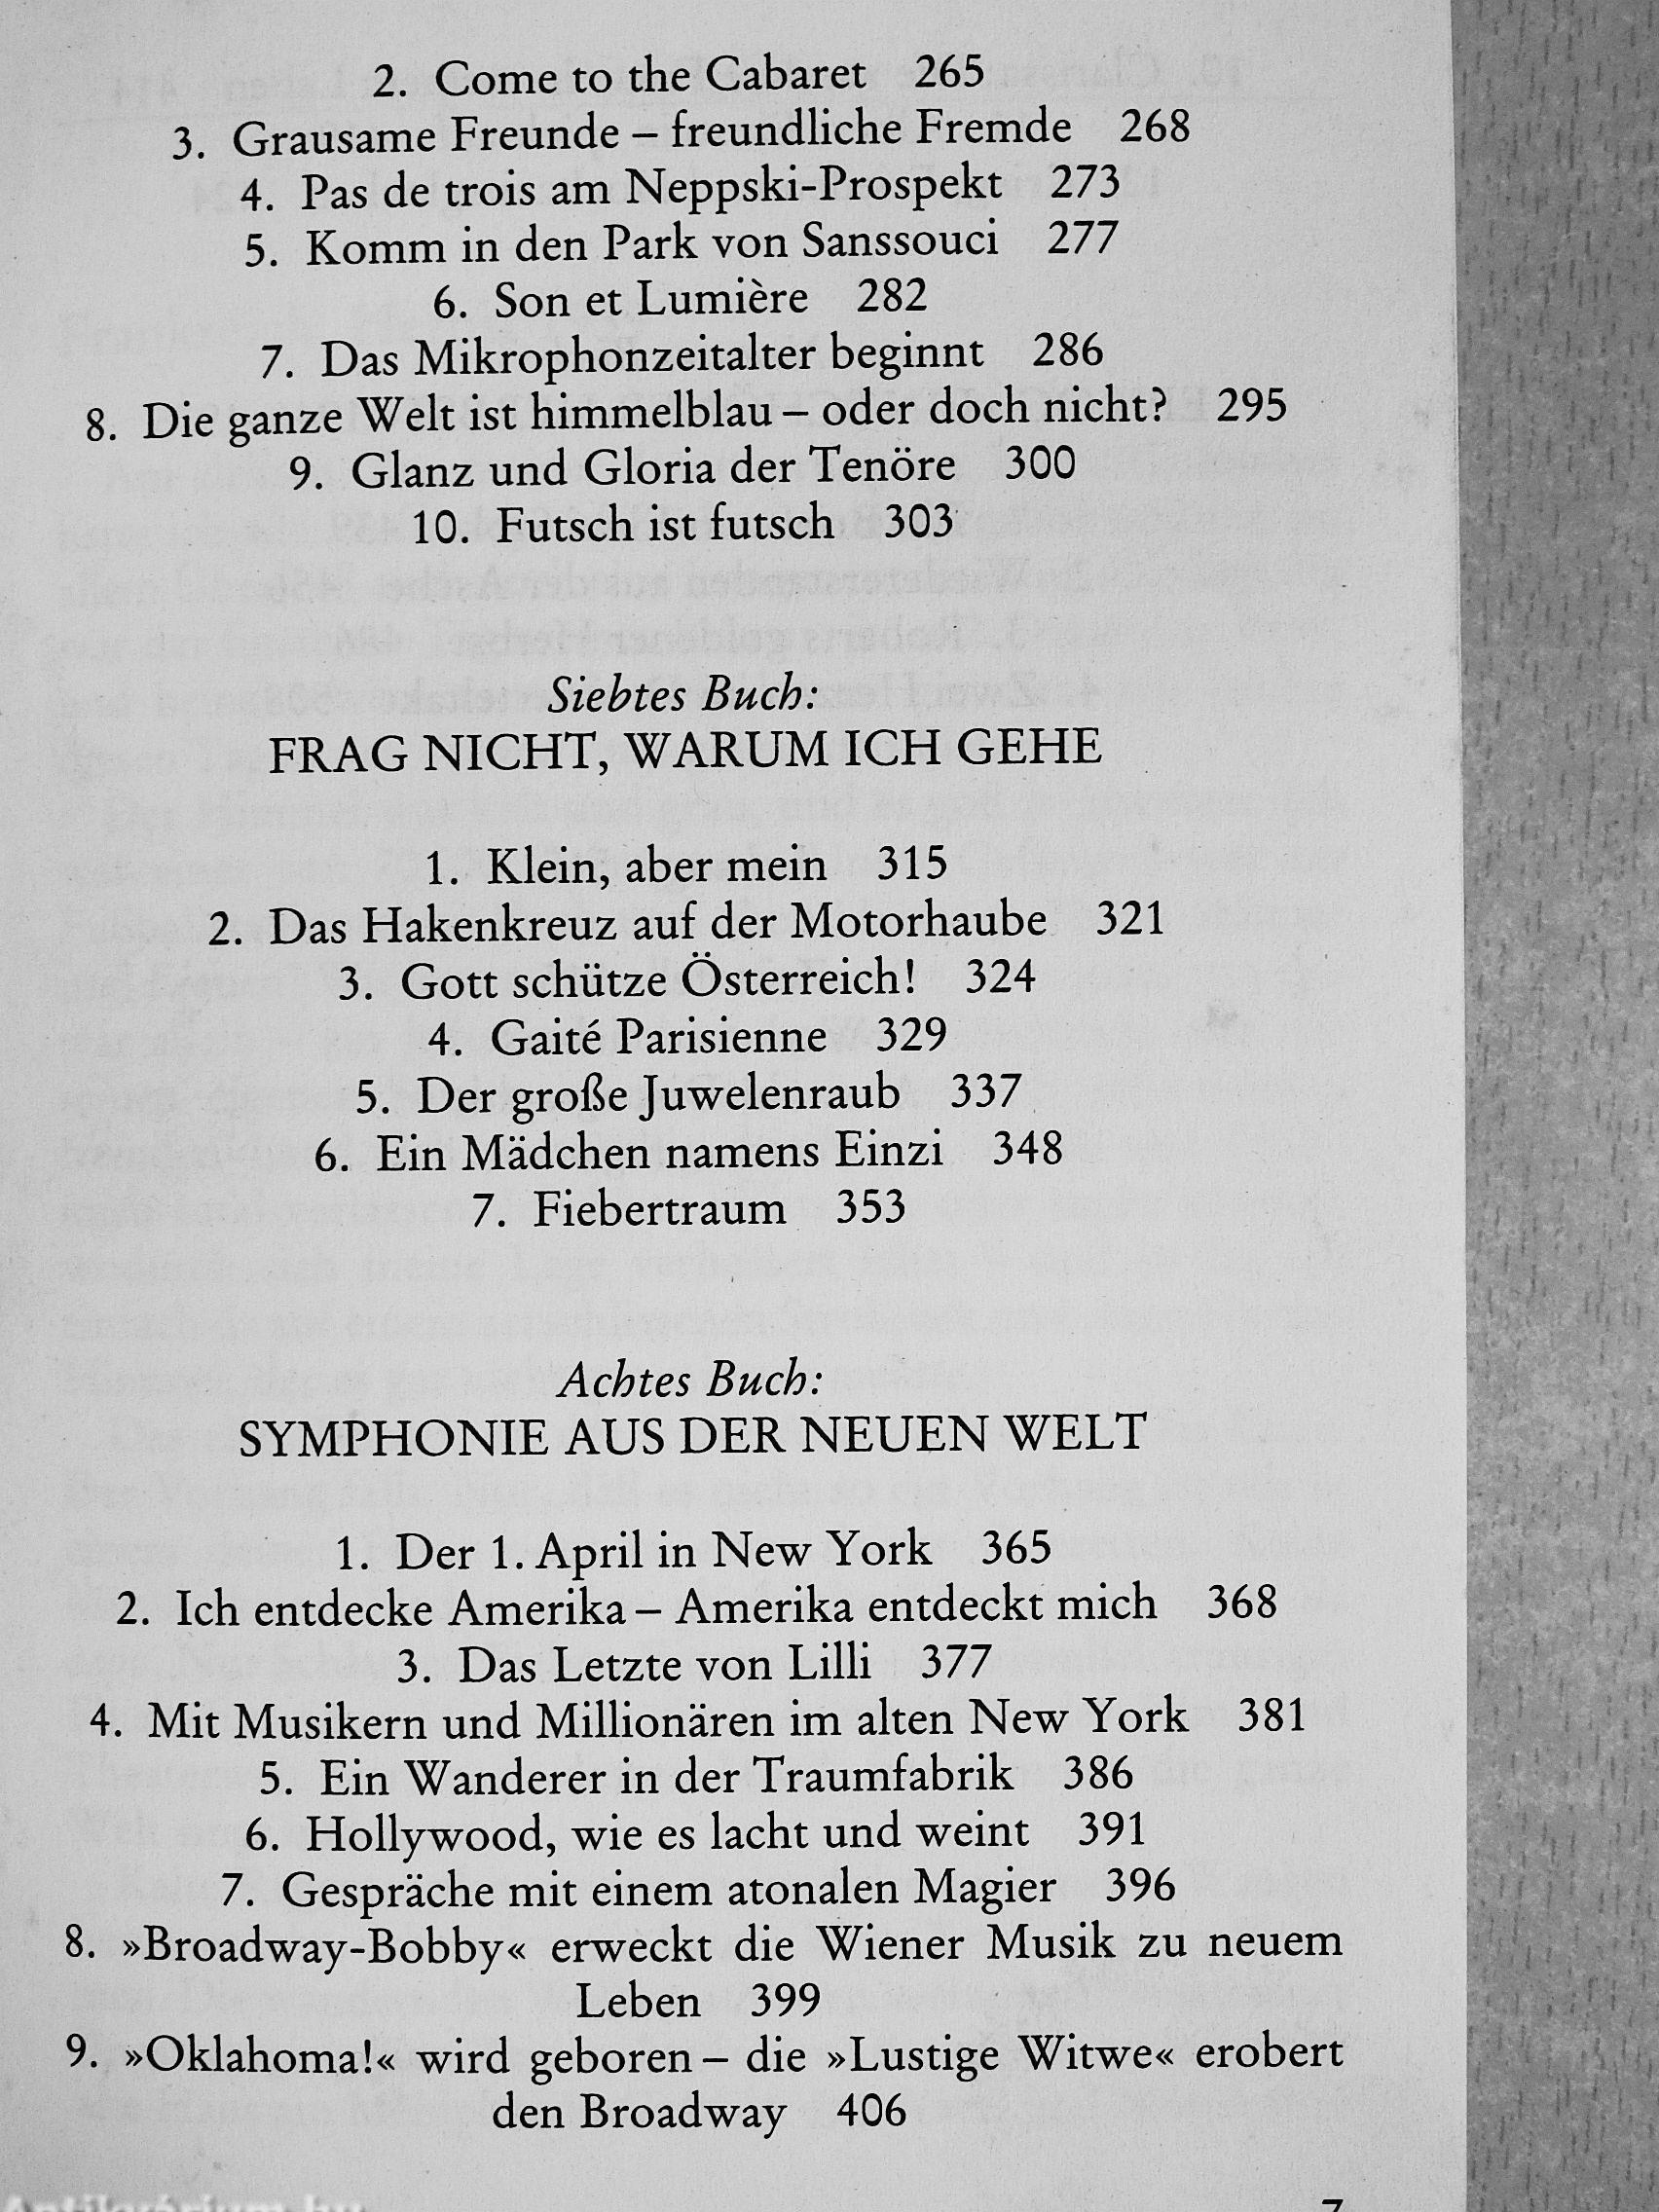 2. Come to the Cabaret 265
3. Grausame Freunde – freundliche Fremde 268
4. Pas de trois am Neppski-Prospekt 273
5. Komm in den Park von Sanssouci 277
6. Son et Lumière 282
7. Das Mikrophonzeitalter beginnt 286
8. Die ganze Welt ist himmelblau – oder doch nicht? 295
9. Glanz und Gloria der Tenöre 300
10. Futsch ist futsch 303
Siebtes Buch:
FRAG NICHT, WARUM ICH GEHE
1. Klein, aber mein 315
2. Das Hakenkreuz auf der Motorhaube 321
3. Gott schütze Österreich! 324
4. Gaité Parisienne 329
5. Der große Juwelenraub 337
6. Ein Mädchen namens Einzi 348
7. Fiebertraum 353
Achtes Buch:
SYMPHONIE AUS DER NEUEN WELT
1. Der 1. April in New York 365
2. Ich entdecke Amerika – Amerika entdeckt mich 368
3. Das Letzte von Lilli 377
4. Mit Musikern und Millionären im alten New York 381
5. Ein Wanderer in der Traumfabrik 386
6. Hollywood, wie es lacht und weint 391
7. Gespräche mit einem atonalen Magier 396
8. »Broadway-Bobby« erweckt die Wiener Musik zu neuem
Leben 399
9. »Oklahoma!« wird geboren – die »Lustige Witwe« erobert
den Broadway 406
7